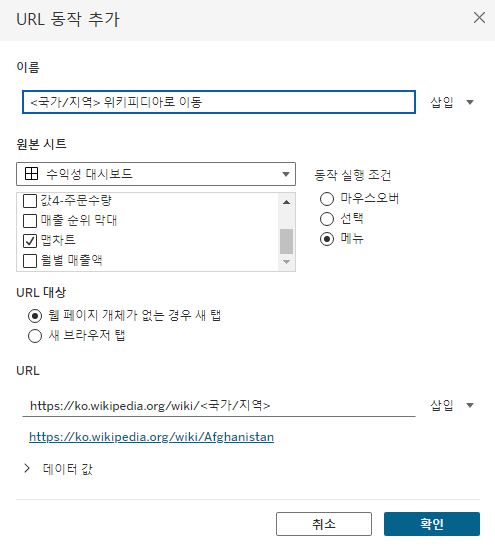 URL 동작 추가
이름
<국가/지역> 위키피디아로 이동
삽입
원본 시트
수익성 대시보드
값4-주문수량
매출 순위 막대
맵차트
월별 매출액
동작 실행 조건
마우스오버
선택
메뉴
URL 대상
웹 페이지 개체가 없는 경우 새 탭
새 브라우저 탭
URL
https://ko.wikipedia.org/wiki/<국가/지역>
삽입
https://ko.wikipedia.org/wiki/Afghanistan
데이터 값
취소
확인